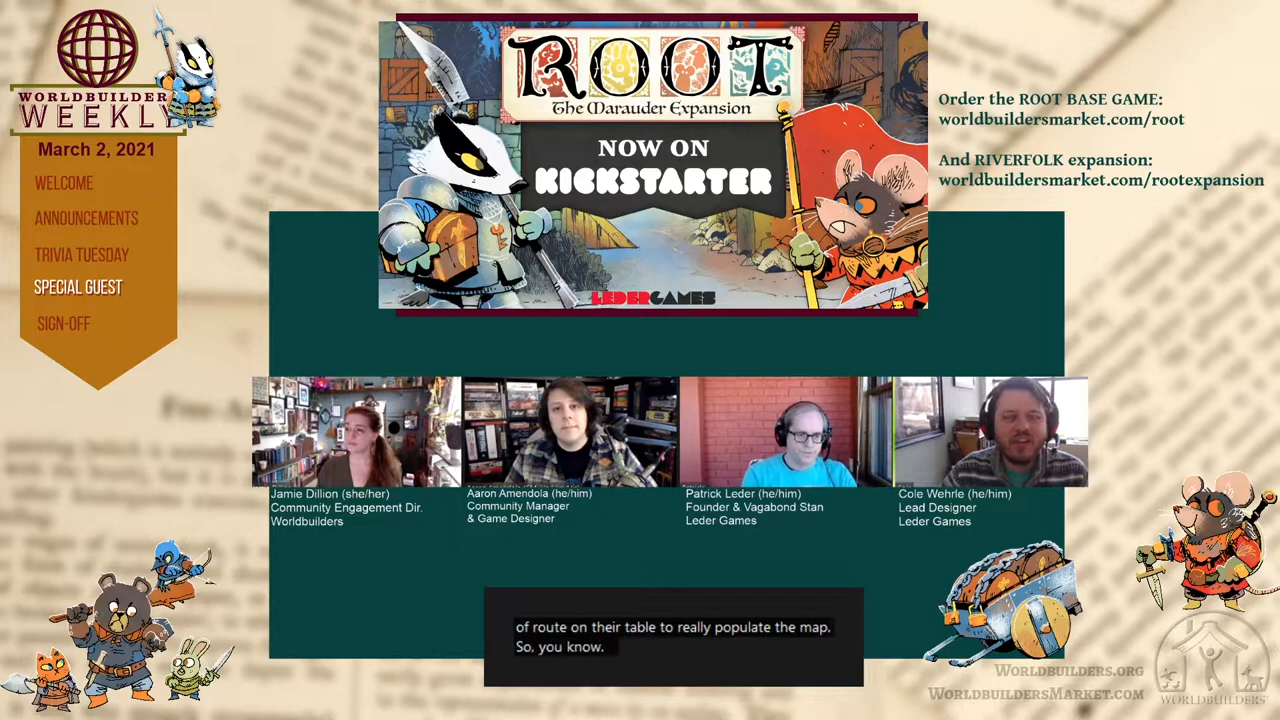 WORLDBUILDER
WEEKLY
March 2, 2021
WELCOME
ANNOUNCEMENTS
TRIVIA TUESDAY
SPECIAL GUEST
SIGN-OFF
ROOT
The Marauder Expansion
NOW ON
KICKSTARTER
LEDERGAMES
Order the ROOT BASE GAME:
worldbuildersmarket.com/root
And RIVERFOLK expansion:
worldbuildersmarket.com/rootexpansion
Jamie Dillion (she/her)
Community Engagement Dir.
Worldbuilders
Aaron Amendola (he/him)
Community Manager
& Game Designer
Patrick Leder (he/him)
Founder & Vagabond Stan
Leder Games
Cole Wehrle (he/him)
Lead Designer
Leder Games
of route on their table to really populate the map.
So, you know.
WORLDBUILDERS.ORG
WORLDBUILDERSMARKET.COM
WORLDBUILDERS